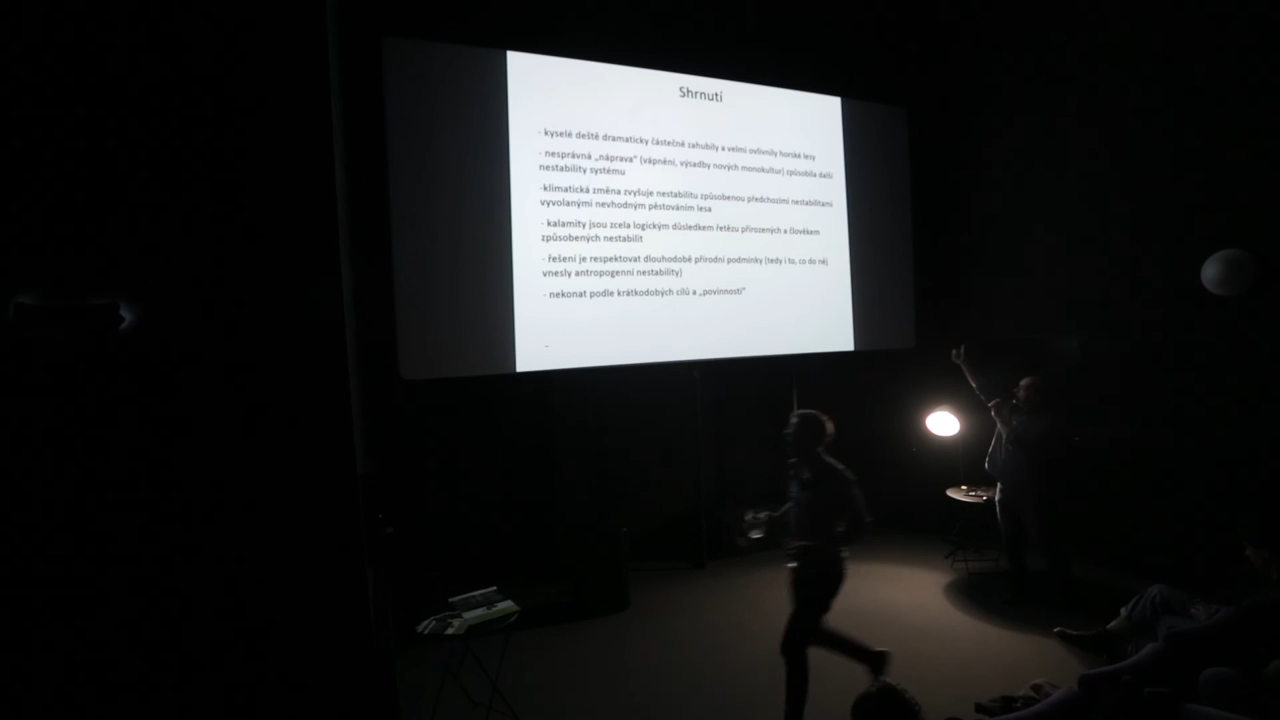 Shrnutí
- kyselé deště dramaticky částečně zahubily a velmi ovlivnily horské lesy
- nesprávná „náprava“ (vápnění, výsadby nových monokultur) způsobila další
nestability systému
-klimatická změna zvyšuje nestabilitu způsobenou předchozími nestabilitami
vyvolanými nevhodným pěstováním lesa
- kalamity jsou zcela logickým důsledkem řetězu přirozených a člověkem
způsobených nestabilit
- řešení je respektovat dlouhodobě přírodní podmínky (tedy i to, co do něj
vnesly antropogenní nestability)
- nekonat podle krátkodobých cílů a „povinností“
–